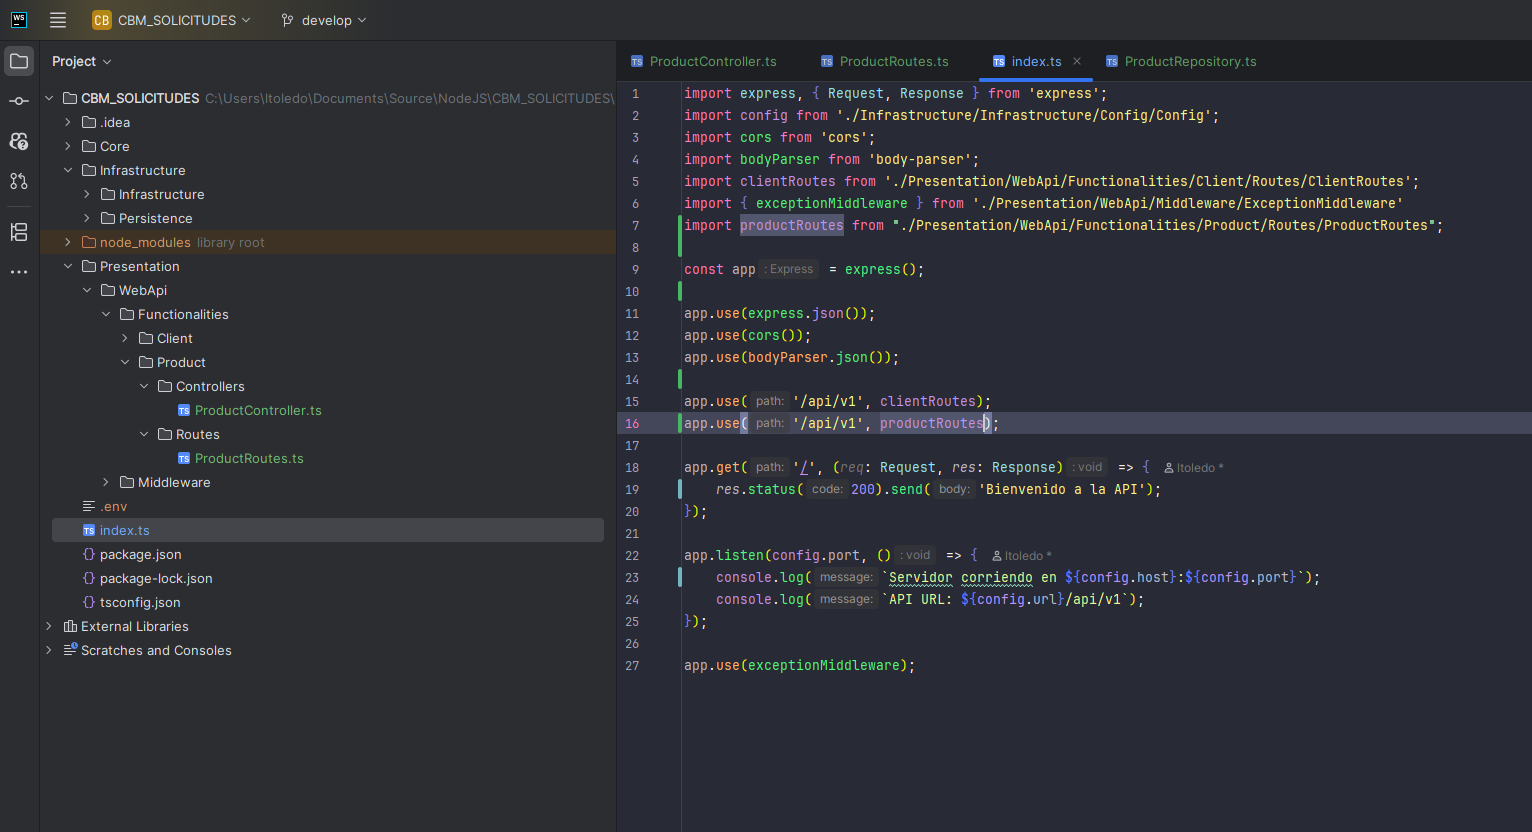 WS
CB CBM_SOLICITUDES develop
Project
CBM_SOLICITUDES C:\Users\ltoledo\Documents\Source\NodeJS\CBM_SOLICITUDES\
.idea
Core
Infrastructure
Infrastructure
Persistence
node_modules library root
Presentation
WebApi
Functionalities
Client
Product
Controllers
TS ProductController.ts
Routes
TS ProductRoutes.ts
Middleware
.env
TS index.ts
{} package.json
{} package-lock.json
{} tsconfig.json
External Libraries
Scratches and Consoles
TS ProductController.ts TS ProductRoutes.ts TS index.ts × TS ProductRepository.ts
1 import express, { Request, Response } from 'express';
2 import config from './Infrastructure/Infrastructure/Config/Config';
3 import cors from 'cors';
4 import bodyParser from 'body-parser';
5 import clientRoutes from './Presentation/WebApi/Functionalities/Client/Routes/ClientRoutes';
6 import { exceptionMiddleware } from './Presentation/WebApi/Middleware/ExceptionMiddleware'
7 import productRoutes from "./Presentation/WebApi/Functionalities/Product/Routes/ProductRoutes";
8
9 const app : Express = express();
10
11 app.use(express.json());
12 app.use(cors());
13 app.use(bodyParser.json());
14
15 app.use( path: '/api/v1', clientRoutes);
16 app.use( path: '/api/v1', productRoutes);
17
18 app.get( path: '/', (req: Request, res: Response) : void => { ltoledo *
19 res.status( code: 200).send( body: 'Bienvenido a la API');
20 });
21
22 app.listen(config.port, () : void => { ltoledo *
23 console.log( message: `Servidor corriendo en ${config.host}:${config.port}`);
24 console.log( message: `API URL: ${config.url}/api/v1`);
25 });
26
27 app.use(exceptionMiddleware);